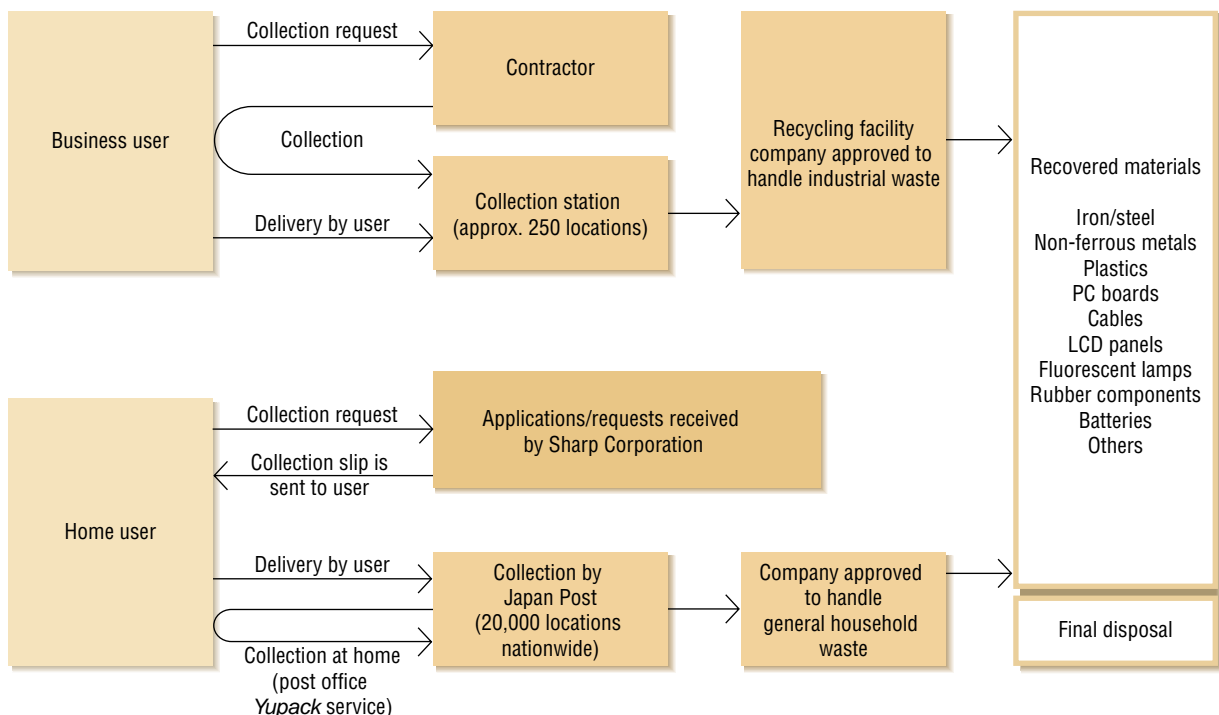 Business user
Collection request
Contractor
Collection
Delivery by user
Collection station
(approx. 250 locations)
Recycling facility
company approved to
handle industrial waste
Recovered materials
Iron/steel
Non-ferrous metals
Plastics
PC boards
Cables
LCD panels
Fluorescent lamps
Rubber components
Batteries
Others
Home user
Collection request
Applications/requests received
by Sharp Corporation
Collection slip is
sent to user
Delivery by user
Collection by
Japan Post
(20,000 locations
nationwide)
Collection at home
(post office
Yupack service)
Company approved
to handle
general household
waste
Final disposal